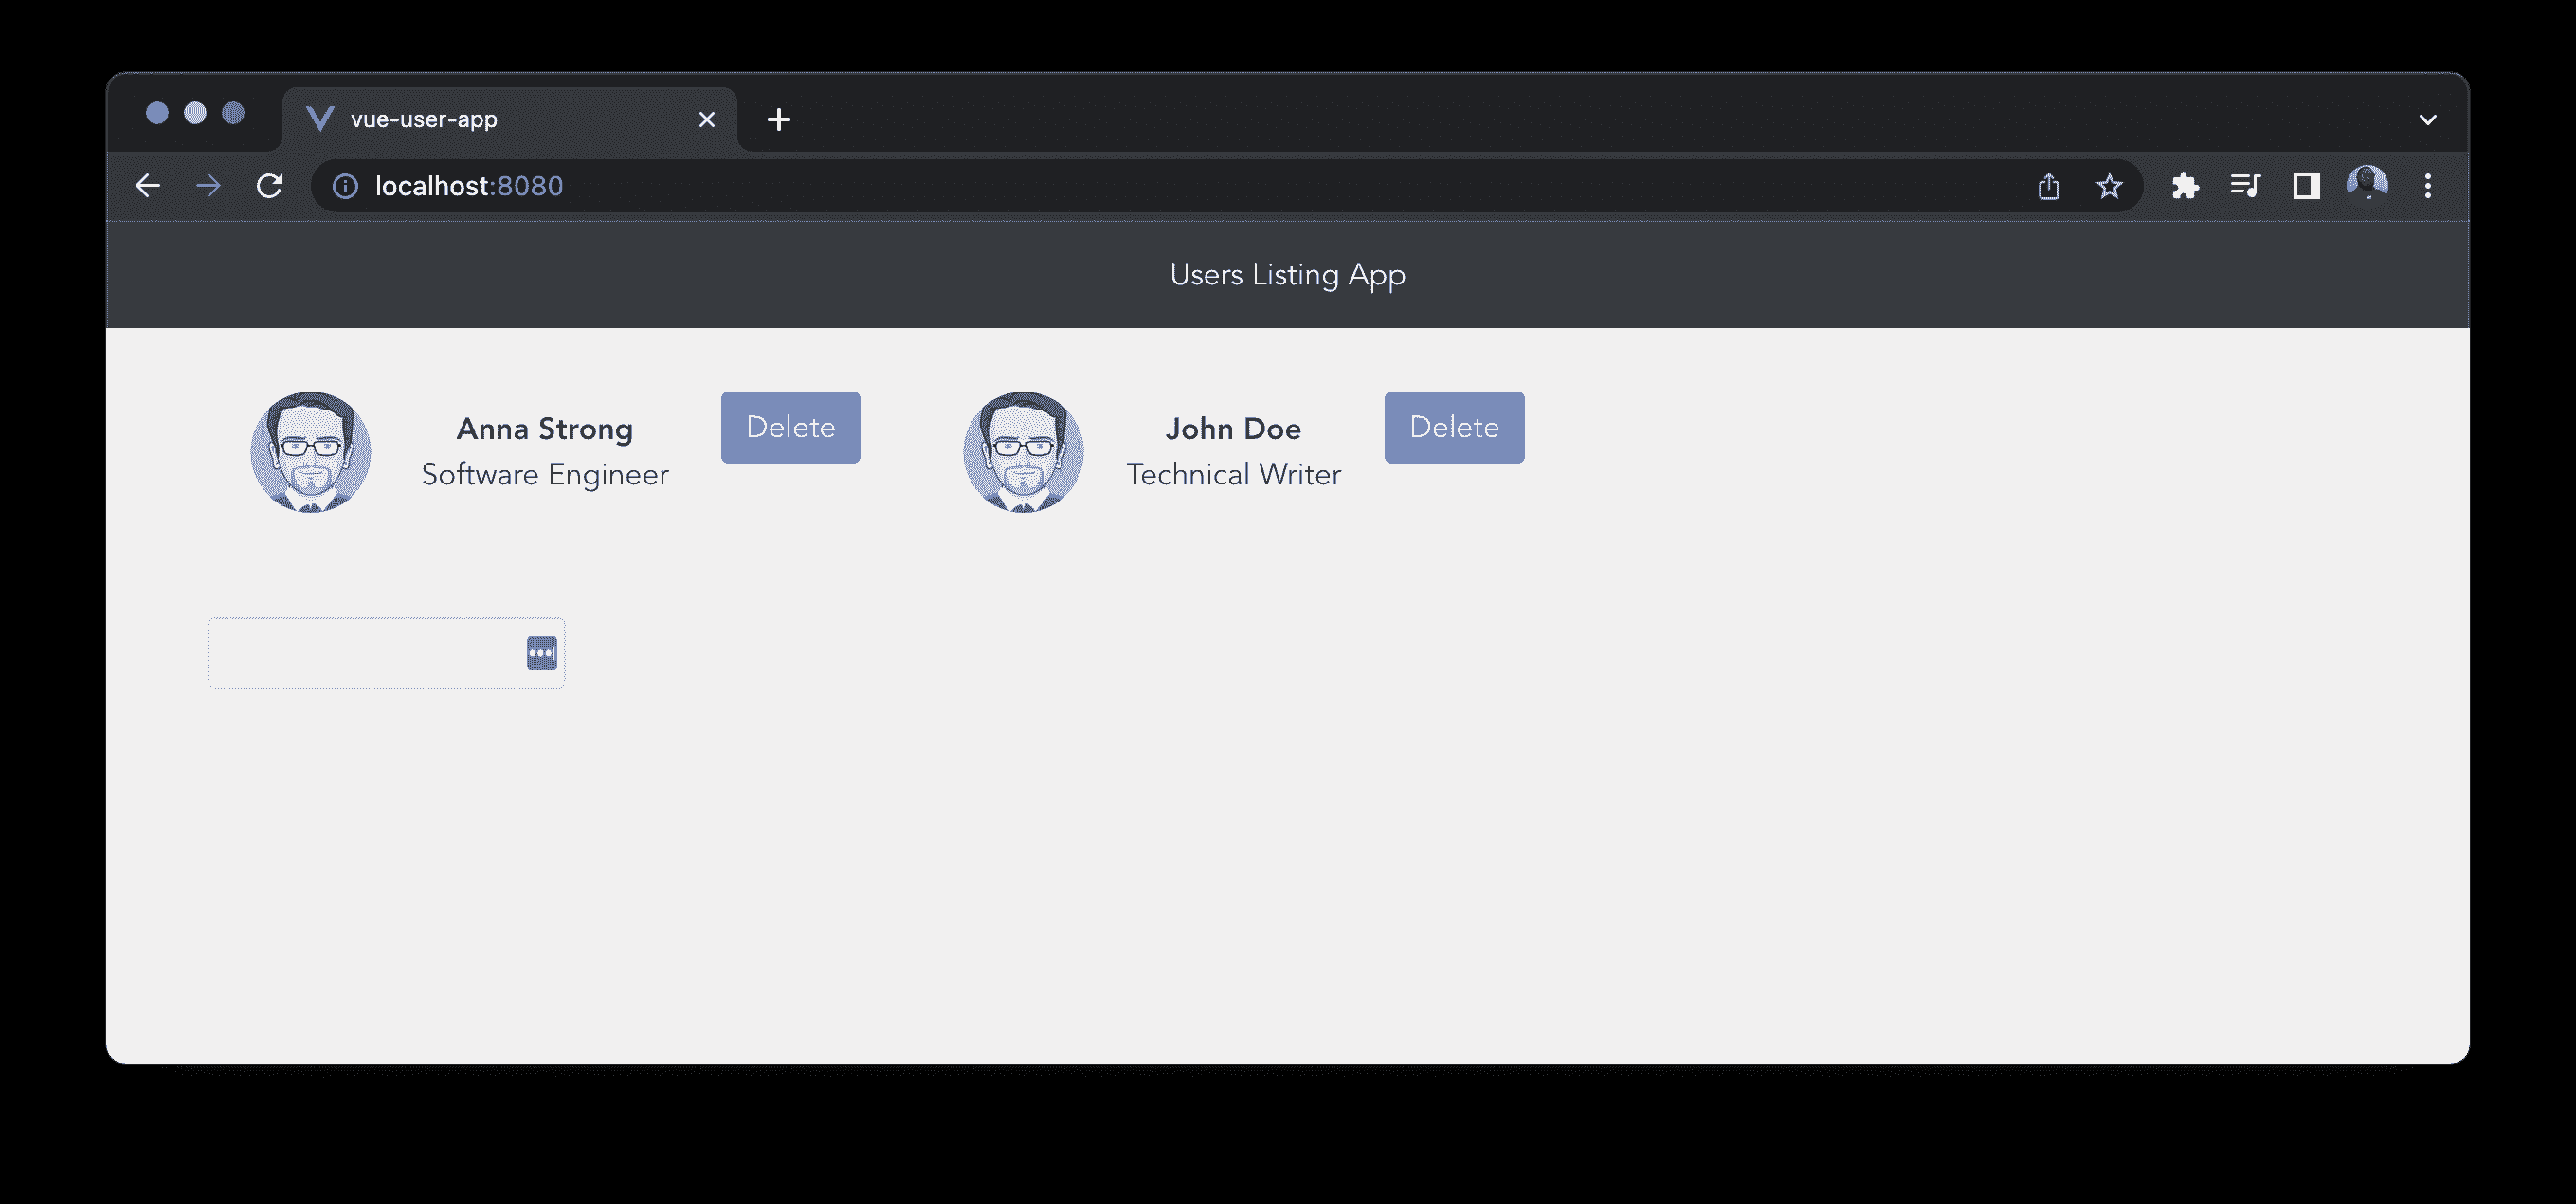 vue-user-app
localhost:8080
Users Listing App
Anna Strong
Software Engineer
Delete
John Doe
Technical Writer
Delete